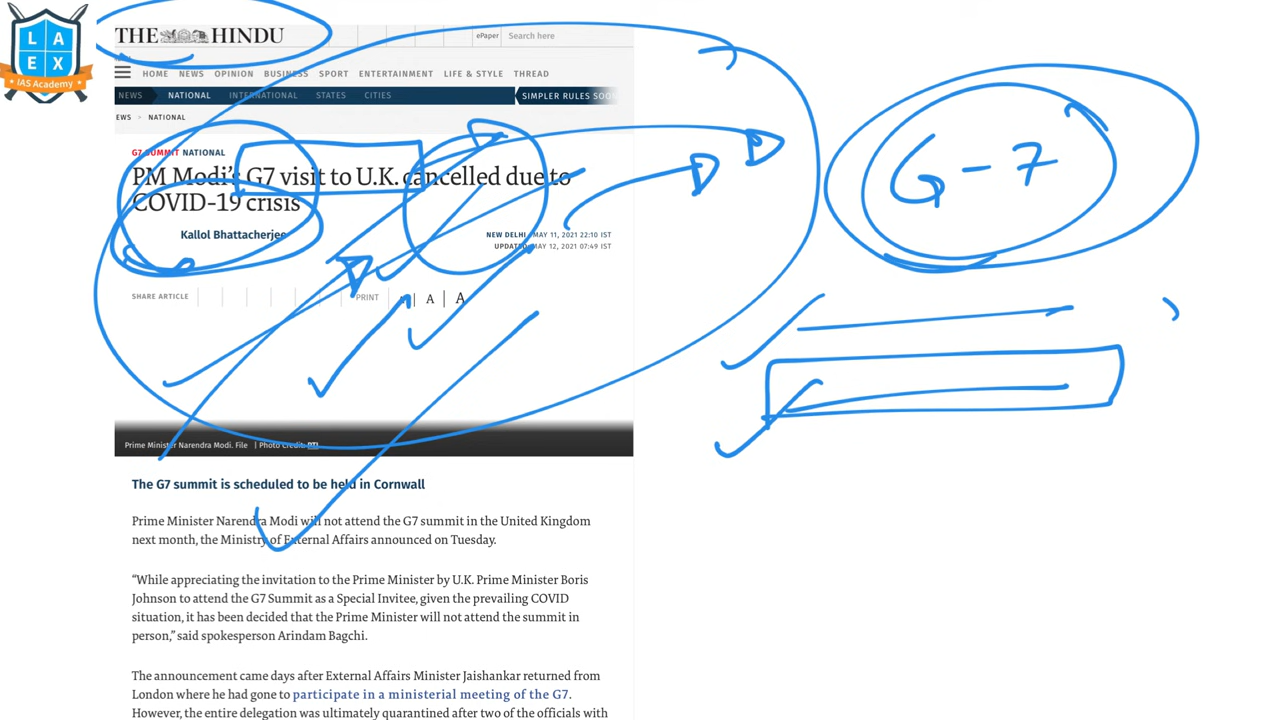 LA
EX
IAS Academy
THE HINDU
ePaper Search here
HOME NEWS OPINION BUSINESS SPORT ENTERTAINMENT LIFE & STYLE THREAD
NEWS NATIONAL INTERNATIONAL STATES CITIES SIMPLER RULES SOON
EWS > NATIONAL
G7 SUMMIT NATIONAL
PM Modi's G7 visit to U.K. cancelled due to
COVID-19 crisis
Kallol Bhattacherjee
NEW DELHI MAY 11, 2021 22:10 IST
UPDATED MAY 12, 2021 07:49 IST
SHARE ARTICLE PRINT A A A
G-7
Prime Minister Narendra Modi. File | Photo Credit: PTI
The G7 summit is scheduled to be held in Cornwall
Prime Minister Narendra Modi will not attend the G7 summit in the United Kingdom
next month, the Ministry of External Affairs announced on Tuesday.
“While appreciating the invitation to the Prime Minister by U.K. Prime Minister Boris
Johnson to attend the G7 Summit as a Special Invitee, given the prevailing COVID
situation, it has been decided that the Prime Minister will not attend the summit in
person,” said spokesperson Arindam Bagchi.
The announcement came days after External Affairs Minister Jaishankar returned from
London where he had gone to participate in a ministerial meeting of the G7.
However, the entire delegation was ultimately quarantined after two of the officials with